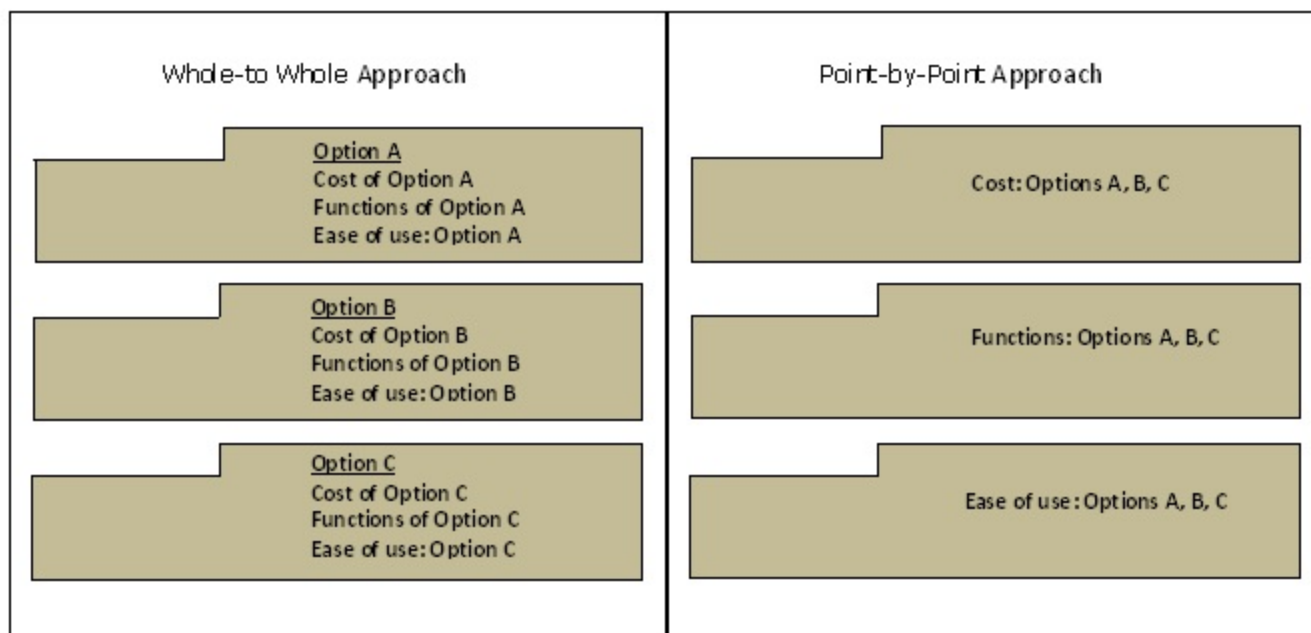 Whole-to Whole Approach
Option A
Cost of Option A
Functions of Option A
Ease of use: Option A
Option B
Cost of Option B
Functions of Option B
Ease of use: Option B
Option C
Cost of Option C
Functions of Option C
Ease of use: Option C
Point-by-Point Approach
Cost: Options A, B, C
Functions: Options A, B, C
Ease of use: Options A, B, C